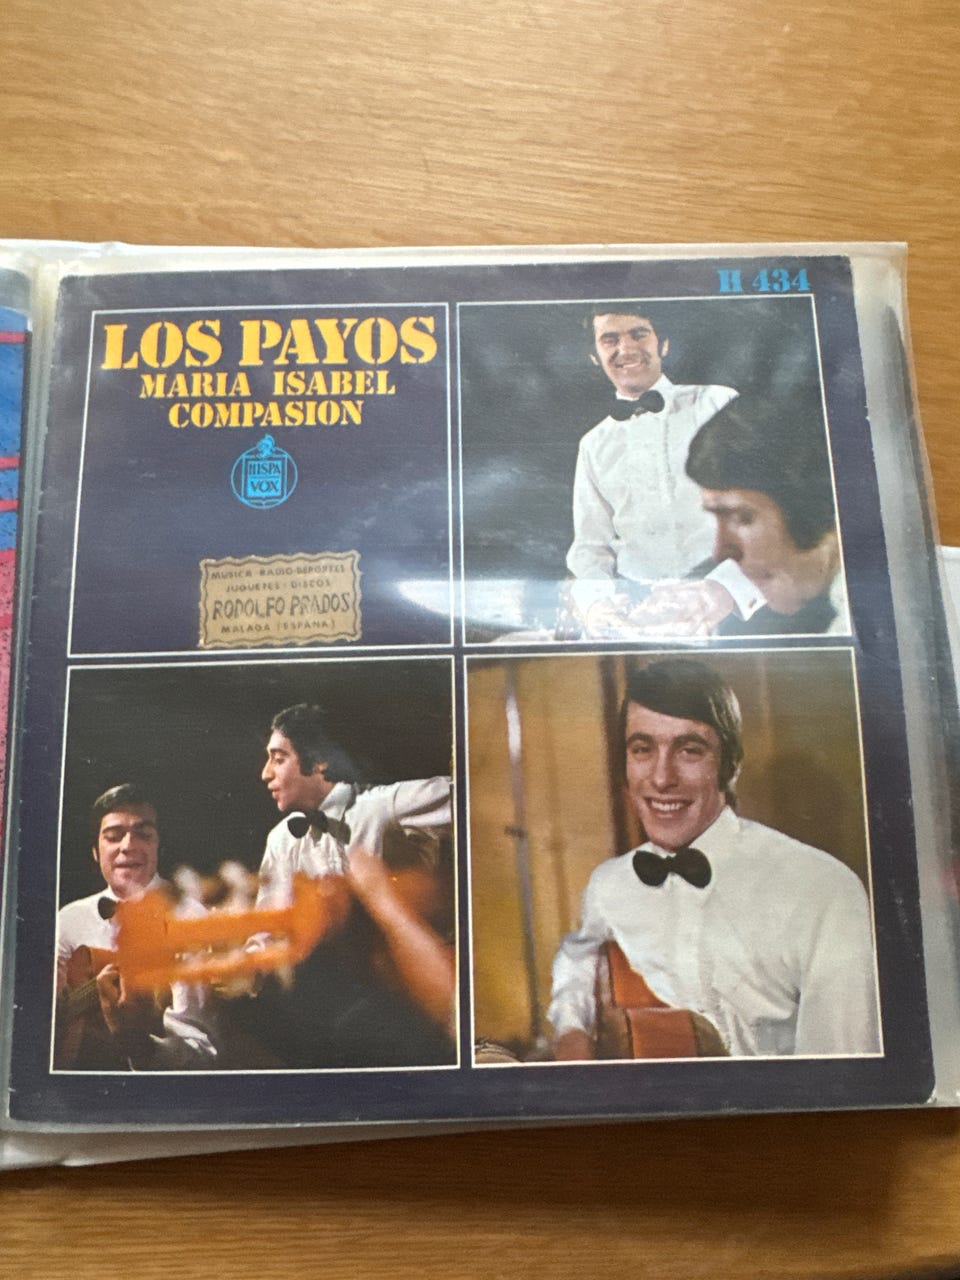 H 434
LOS PAYOS
MARIA ISABEL
COMPASION
HISPA
VOX
MUSICA RADIO-DEPORTES
JUGUETES-DISCOS
RODOLFO PRADOS
MALAGA (ESPAÑA)